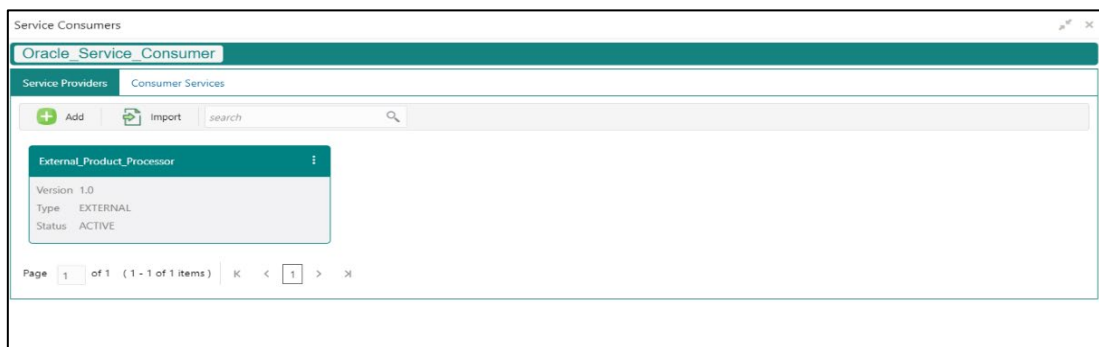 Service Consumers
Oracle_Service_Consumer
Service Providers Consumer Services
Add Import search
External_Product_Processor
Version 1.0
Type EXTERNAL
Status ACTIVE
Page 1 of 1 (1 - 1 of 1 items) 1